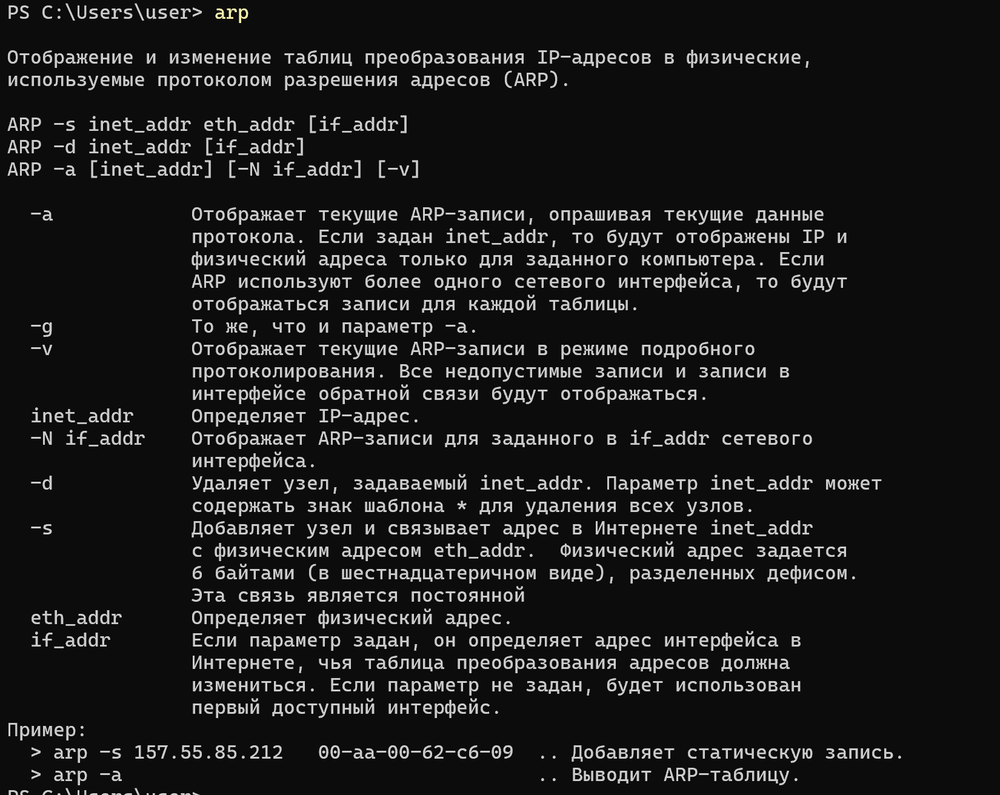 PS C:\Users\user> arp
Отображение и изменение таблиц преобразования IP-адресов в физические,
используемые протоколом разрешения адресов (ARP).
ARP -s inet_addr eth_addr [if_addr]
ARP -d inet_addr [if_addr]
ARP -a [inet_addr] [-N if_addr] [-v]
-a Отображает текущие ARP-записи, опрашивая текущие данные
протокола. Если задан inet_addr, то будут отображены IP и
физический адреса только для заданного компьютера. Если
ARP используют более одного сетевого интерфейса, то будут
отображаться записи для каждой таблицы.
-g То же, что и параметр -a.
-v Отображает текущие ARP-записи в режиме подробного
протоколирования. Все недопустимые записи и записи в
интерфейсе обратной связи будут отображаться.
inet_addr Определяет IP-адрес.
-N if_addr Отображает ARP-записи для заданного в if_addr сетевого
интерфейса.
-d Удаляет узел, задаваемый inet_addr. Параметр inet_addr может
содержать знак шаблона * для удаления всех узлов.
-s Добавляет узел и связывает адрес в Интернете inet_addr
с физическим адресом eth_addr.  Физический адрес задается
6 байтами (в шестнадцатеричном виде), разделенных дефисом.
Эта связь является постоянной
eth_addr Определяет физический адрес.
if_addr Если параметр задан, он определяет адрес интерфейса в
Интернете, чья таблица преобразования адресов должна
измениться. Если параметр не задан, будет использован
первый доступный интерфейс.
Пример:
> arp -s 157.55.85.212   00-aa-00-62-c6-09  .. Добавляет статическую запись.
> arp -a                                    .. Выводит ARP-таблицу.
PS C:\Users\user>